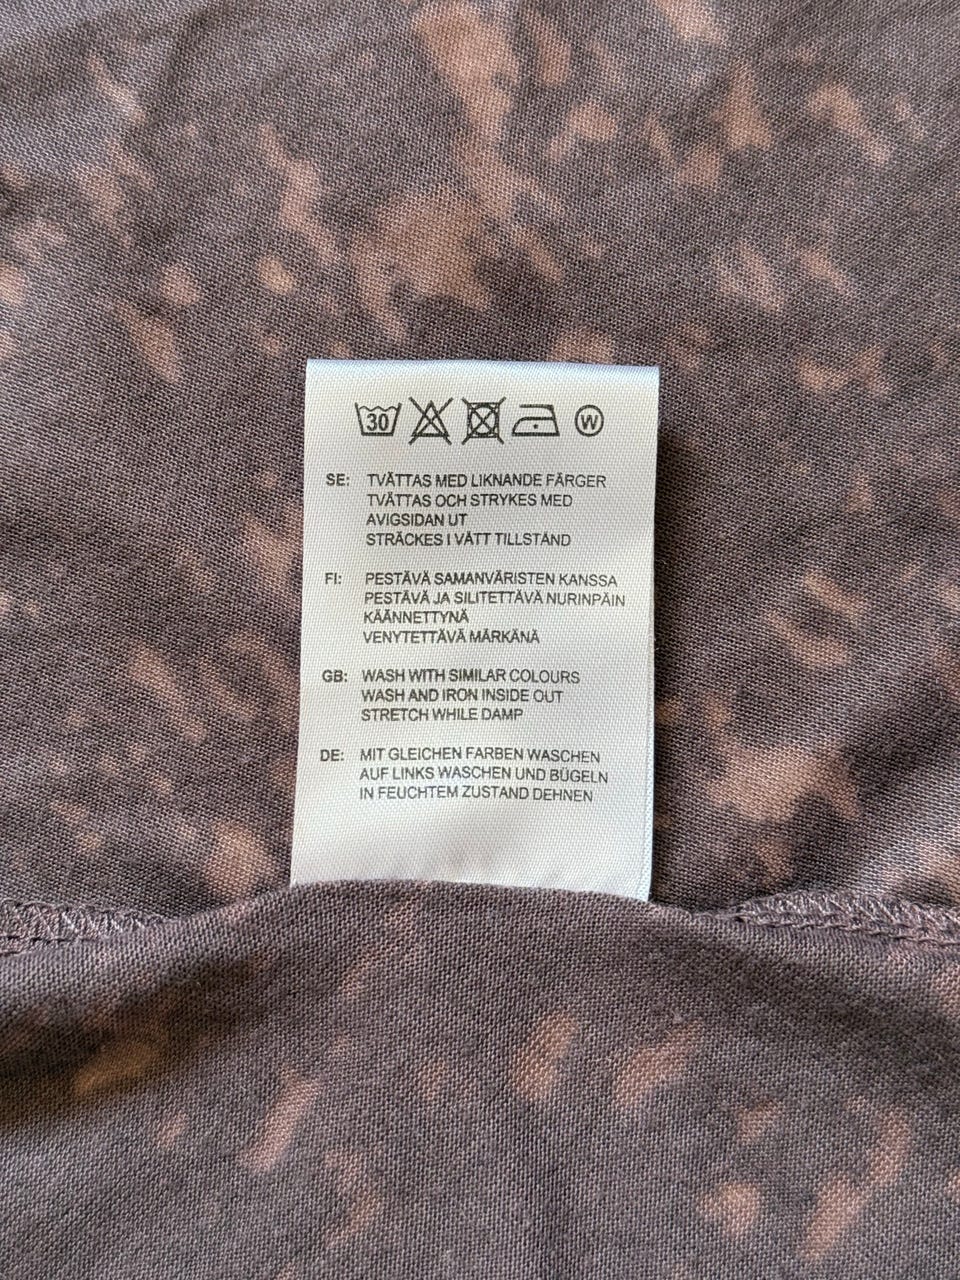 30 W
SE: TVÄTTAS MED LIKNANDE FÄRGER
TVÄTTAS OCH STRYKES MED
AVIGSIDAN UT
STRÄCKES I VÅTT TILLSTÅND
FI: PESTÄVÄ SAMANVÄRISTEN KANSSA
PESTÄVÄ JA SILITETTÄVÄ NURINPÄIN
KÄÄNNETTYNÄ
VENYTETTÄVÄ MÄRKÄNÄ
GB: WASH WITH SIMILAR COLOURS
WASH AND IRON INSIDE OUT
STRETCH WHILE DAMP
DE: MIT GLEICHEN FARBEN WASCHEN
AUF LINKS WASCHEN UND BÜGELN
IN FEUCHTEM ZUSTAND DEHNEN